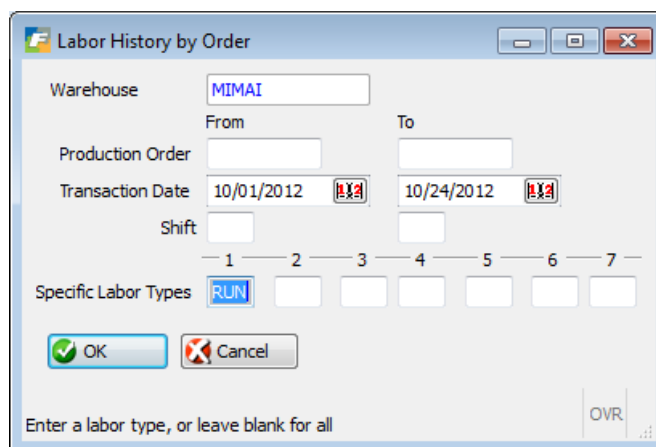 Labor History by Order
Warehouse MIMAI
From To
Production Order
Transaction Date 10/01/2012 10/24/2012
Shift
1 2 3 4 5 6 7
Specific Labor Types RUN
OK Cancel
Enter a labor type, or leave blank for all OVR